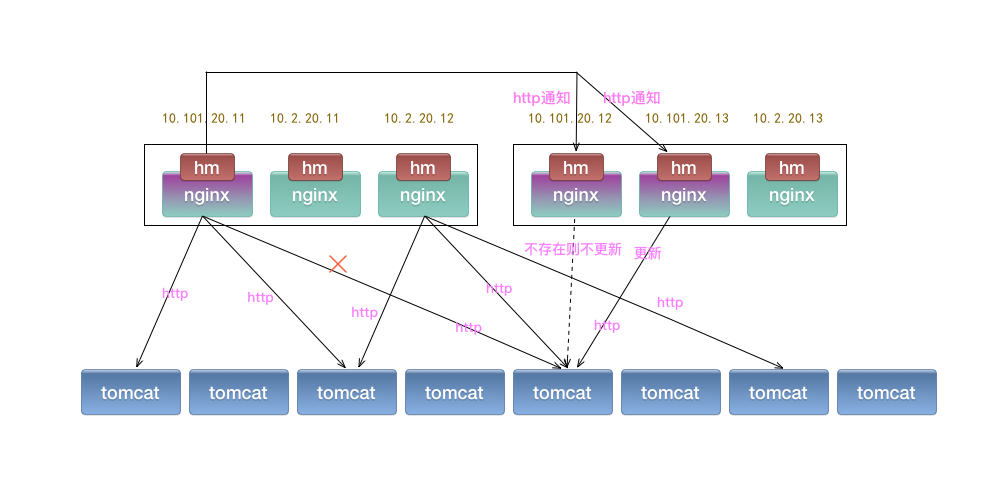 http通知 http通知
10.101.20.11 10.2.20.11 10.2.20.12 10.101.20.12 10.101.20.13 10.2.20.13
hm hm hm hm hm hm
nginx nginx nginx nginx nginx nginx
不存在则不更新 更新
http http http http http http http
tomcat tomcat tomcat tomcat tomcat tomcat tomcat tomcat